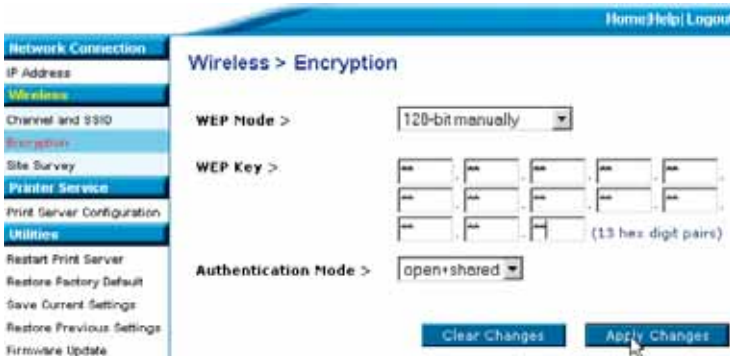 Home|Help|Logout
Network Connection
IP Address
Wireless
Channel and SSID
Encryption
Site Survey
Printer Service
Print Server Configuration
Utilities
Restart Print Server
Restore Factory Default
Save Current Settings
Restore Previous Settings
Firmware Update
Wireless > Encryption
WEP Mode > 128-bit manually
WEP Key > ** . ** . ** . ** . ** .
** . ** . ** . ** . ** .
** . ** . ** (13 hex digit pairs)
Authentication Mode > open+shared
Clear Changes Apply Changes